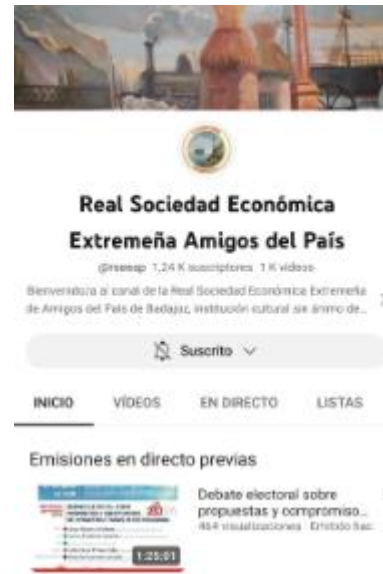 Real Sociedad Económica
Extremeña Amigos del País
@rseeap 1,24 K suscriptores 1 K vídeos
Bienvenido/a al canal de la Real Sociedad Económica Extremeña
de Amigos del País de Badajoz, institución cultural sin ánimo de...
Suscrito
INICIO VÍDEOS EN DIRECTO LISTAS
Emisiones en directo previas
Debate electoral sobre
propuestas y compromiso...
464 visualizaciones Emitido hac
1:25:01